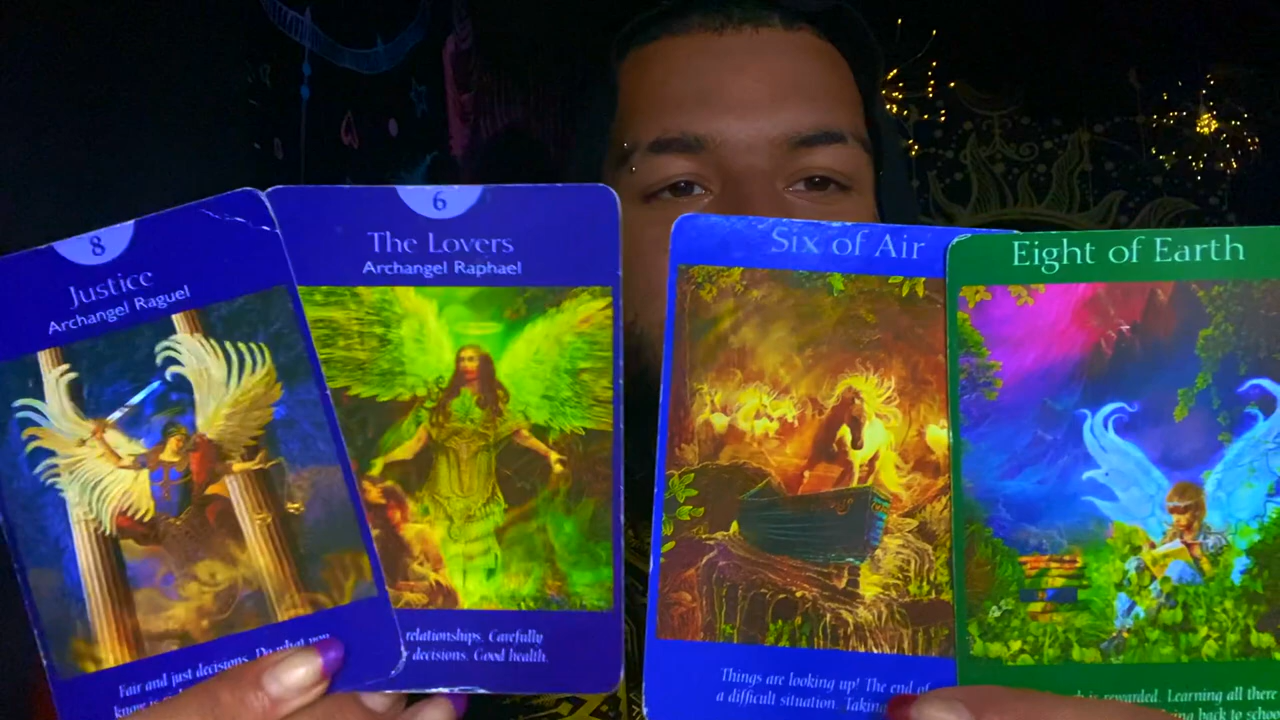 8
Justice
Archangel Raguel
Fair and just decisions. Do what you
know is
6
The Lovers
Archangel Raphael
relationships. Carefully
decisions. Good health.
Six of Air
Things are looking up! The end of
a difficult situation. Taking
Eight of Earth
is rewarded. Learning all there
back to school